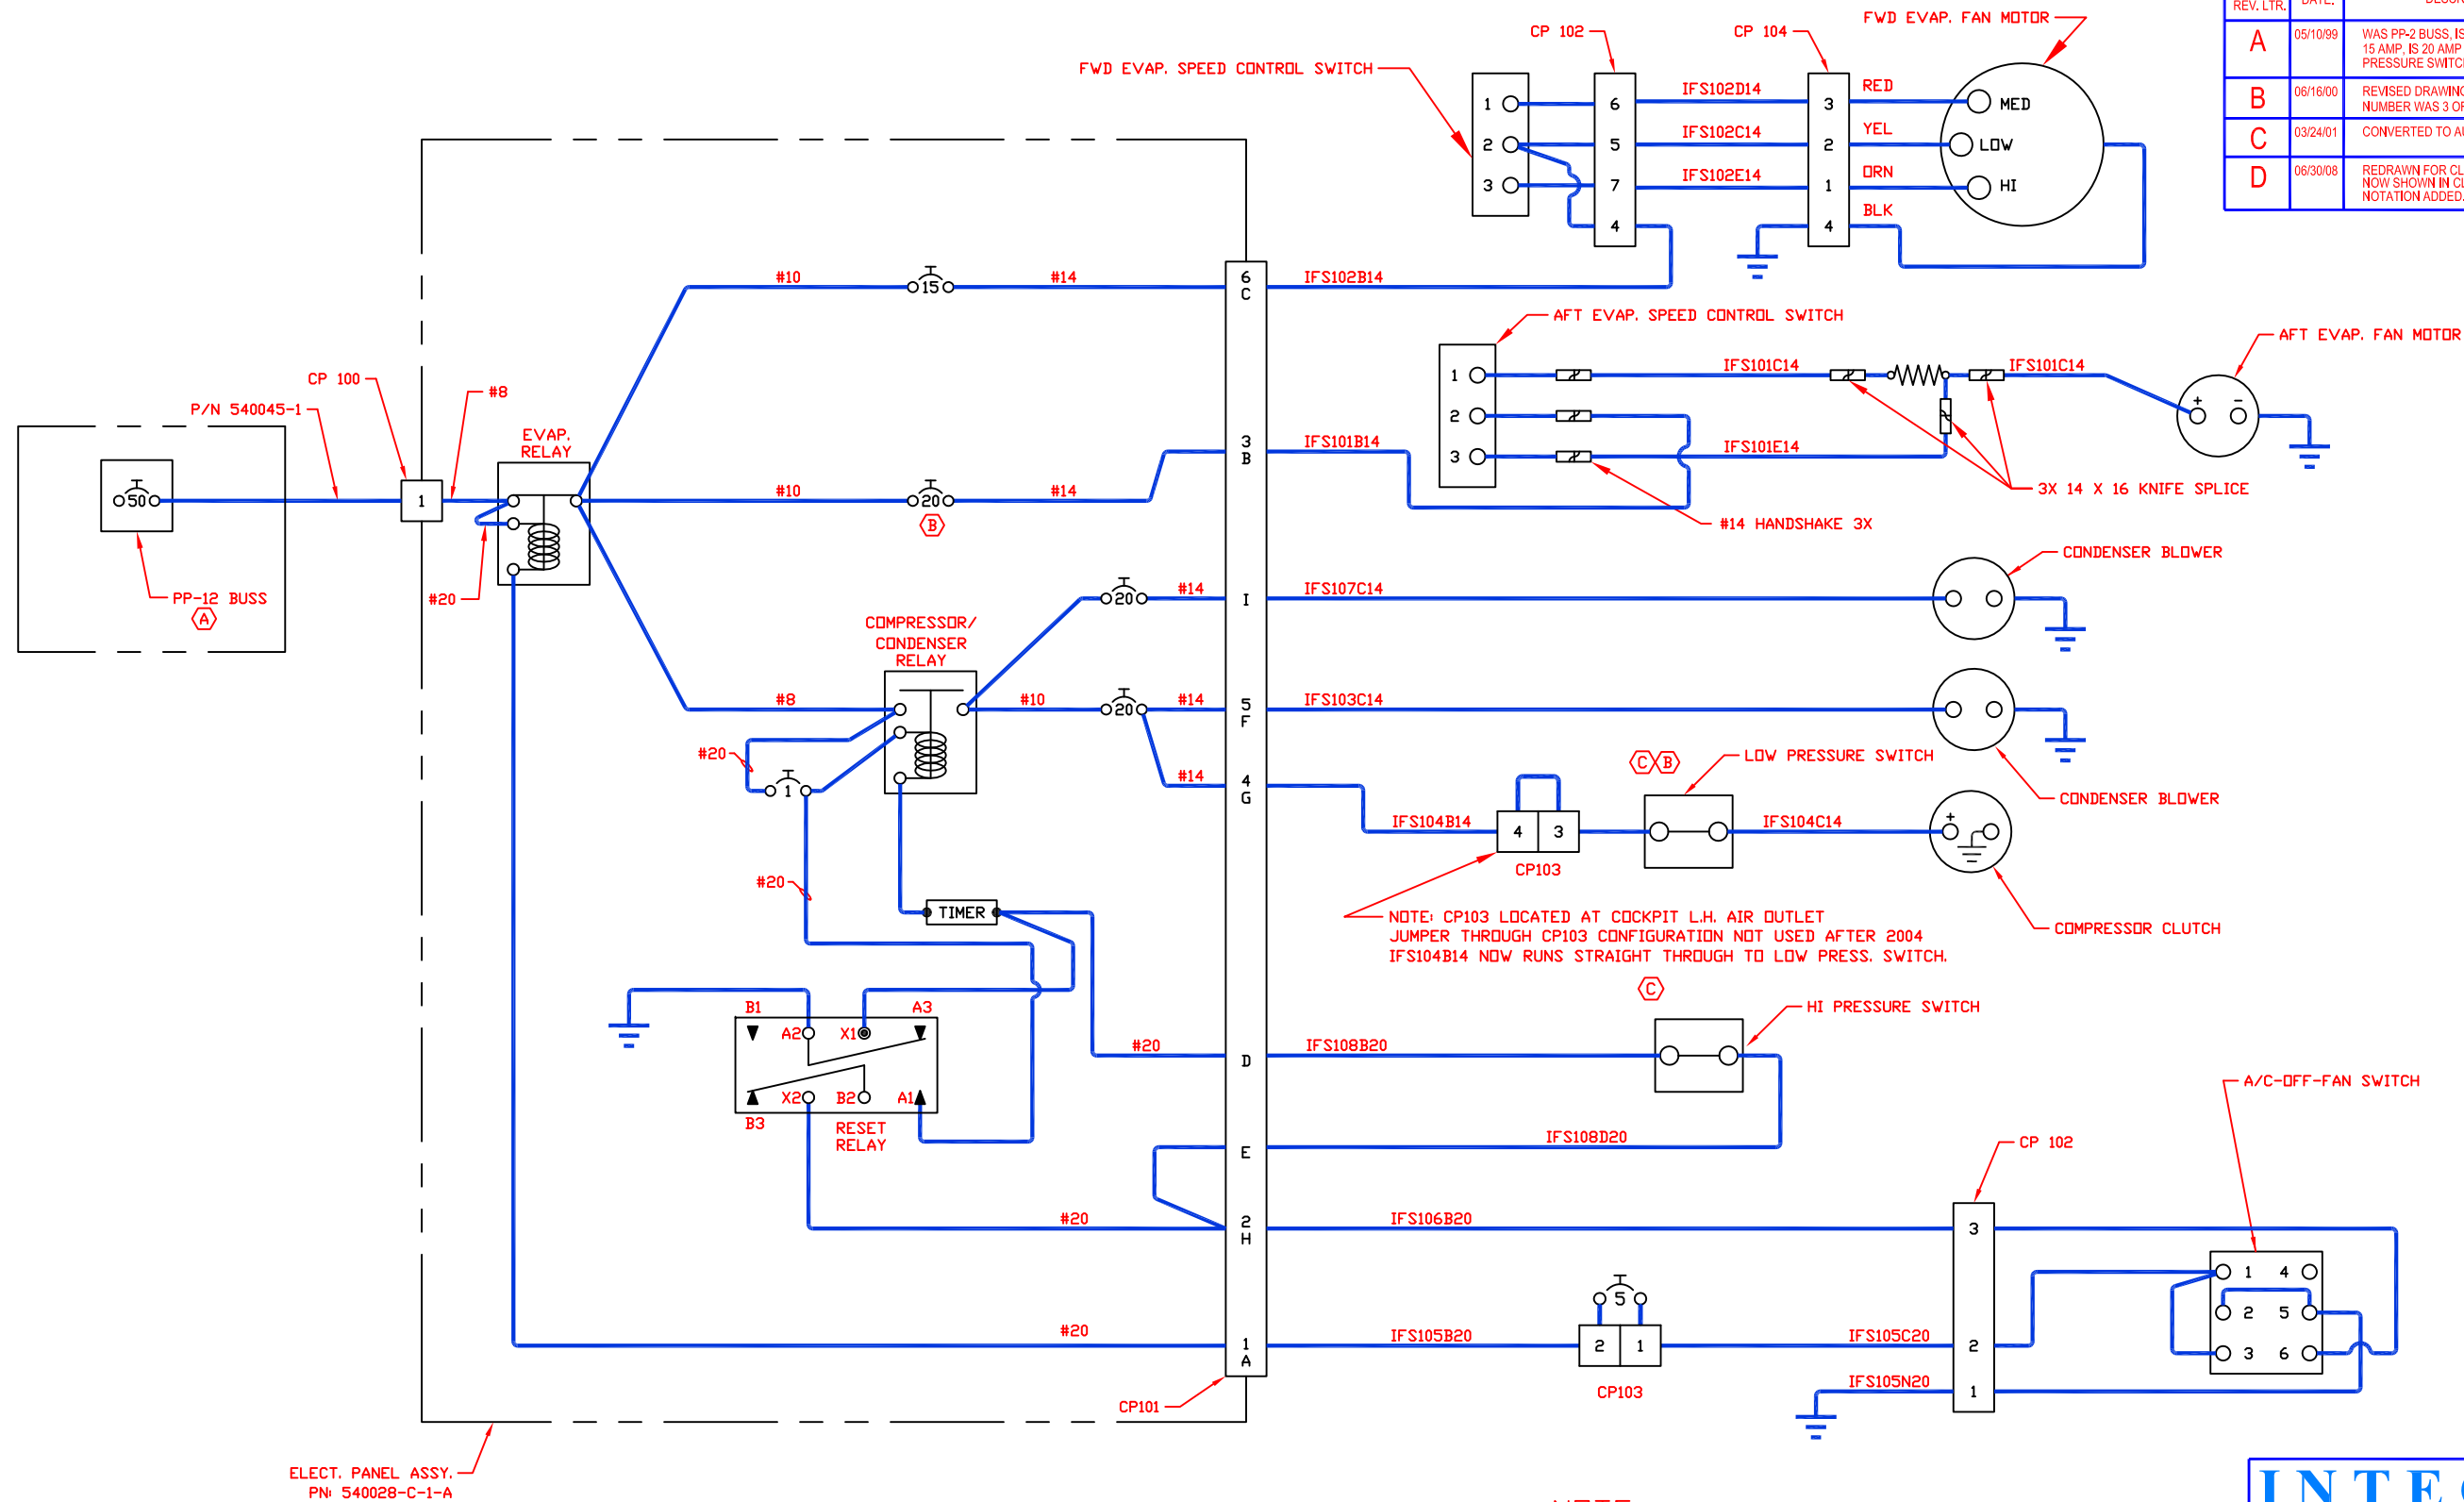 REV. LTR.
A
05/10/99
WAS PP-2 BUSS, IS
15 AMP, IS 20 AMP
B
06/16/00
NUMBER WAS 3
C
03/24/01
CONVERTED TO
D
06/30/08
REDRAWN FOR
NOW SHOWN IN
NOTATION ADDED.
FWD EVAP. FAN MOTOR
CP 102
CP 104
FWD EVAP. SPEED CONTROL SWITCH
1
2
3
6
5
7
4
IFS102D14
IFS102C14
IFS102E14
3
2
1
4
RED
YEL
ORN
BLK
MED
LOW
HI
#10
15
#14
6
C
IFS102B14
AFT EVAP. SPEED CONTROL SWITCH
AFT EVAP. FAN MOTOR
1
2
3
IFS101C14
IFS101C14
+ -
IFS101E14
3X 14 X 16 KNIFE SPLICE
#14 HANDSHAKE 3X
CP 100
P/N 540045-1
#8
50
1
PP-12 BUSS
A
EVAP.
RELAY
#20
#10
20
B
#14
3
B
IFS101B14
COMPRESSOR/
CONDENSER
RELAY
20
#14
I
IFS107C14
CONDENSER BLOWER
#8
#10
20
#14
5
F
IFS103C14
CONDENSER BLOWER
#20
1
#14
4
G
IFS104B14
4 3
CP103
C B
LOW PRESSURE SWITCH
IFS104C14
+
COMPRESSOR CLUTCH
#20
TIMER
NOTE: CP103 LOCATED AT COCKPIT L.H. AIR OUTLET
JUMPER THROUGH CP103 CONFIGURATION NOT USED AFTER 2004
IFS104B14 NOW RUNS STRAIGHT THROUGH TO LOW PRESS. SWITCH.
C
HI PRESSURE SWITCH
B1
A3
A2
X1
X2
B2
A1
B3
RESET
RELAY
#20
D
IFS108B20
E
IFS108D20
#20
2
H
IFS106B20
CP 102
3
2
1
A/C-OFF-FAN SWITCH
1 4
2 5
3 6
#20
1
A
IFS105B20
5
2 1
CP103
IFS105C20
IFS105N20
CP101
ELECT. PANEL ASSY.
PN: 540028-C-1-A